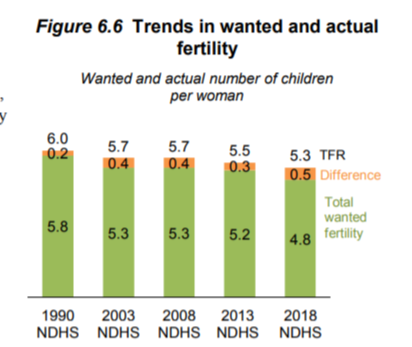 Figure 6.6 Trends in wanted and actual
fertility
Wanted and actual number of children
per woman
,
y
6.0 5.7 5.7 5.5 5.3 TFR
0.2 0.4 0.4 0.3 0.5 Difference
Total
wanted
fertility
5.8 5.3 5.3 5.2 4.8
1990 2003 2008 2013 2018
NDHS NDHS NDHS NDHS NDHS